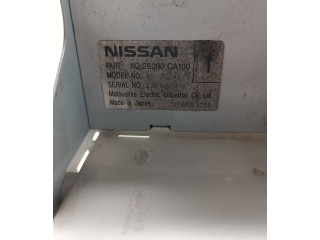 NISSAN
PART NO. 28090 CA100
MODEL NO.
SERIAL NO.
Matsushita Electric Industrial Co., Ltd.
Made in Japan